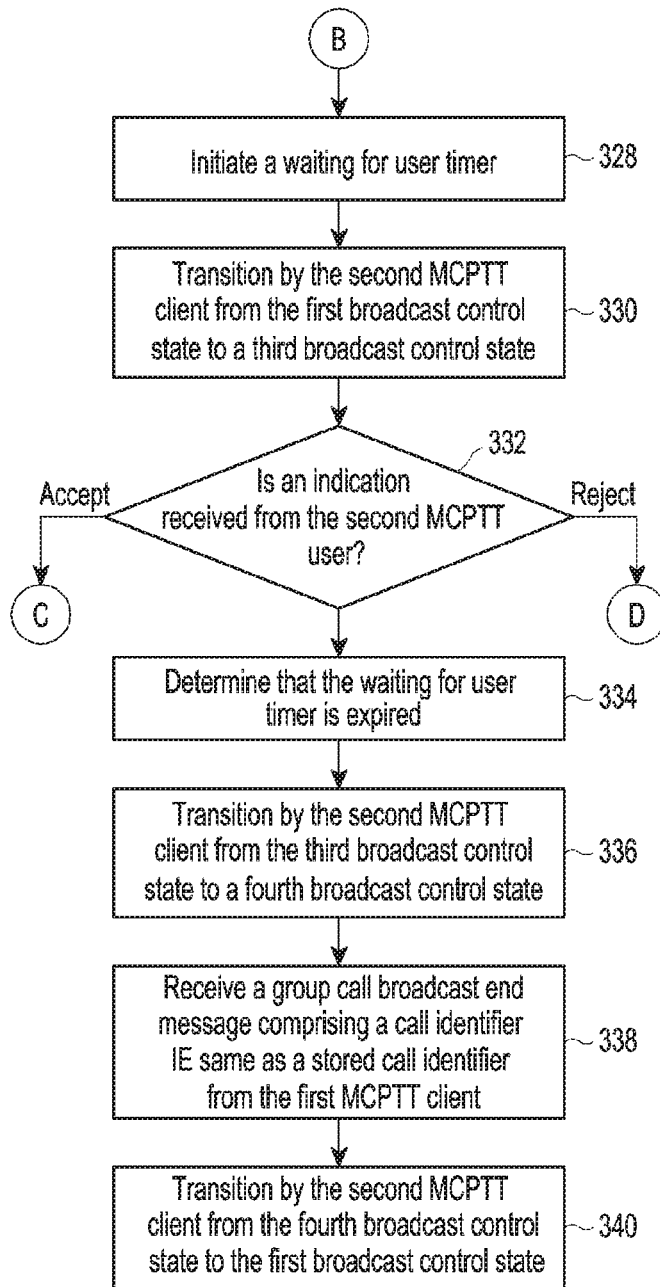 B
Initiate a waiting for user timer
328
Transition by the second MCPTT
client from the first broadcast control
state to a third broadcast control state
330
332
Is an indication
received from the second MCPTT
user?
Accept
Reject
C
D
Determine that the waiting for user
timer is expired
334
Transition by the second MCPTT
client from the third broadcast control
state to a fourth broadcast control state
336
Receive a group call broadcast end
message comprising a call identifier
IE same as a stored call identifier
from the first MCPTT client
338
Transition by the second MCPTT
client from the fourth broadcast control
state to the first broadcast control state
340